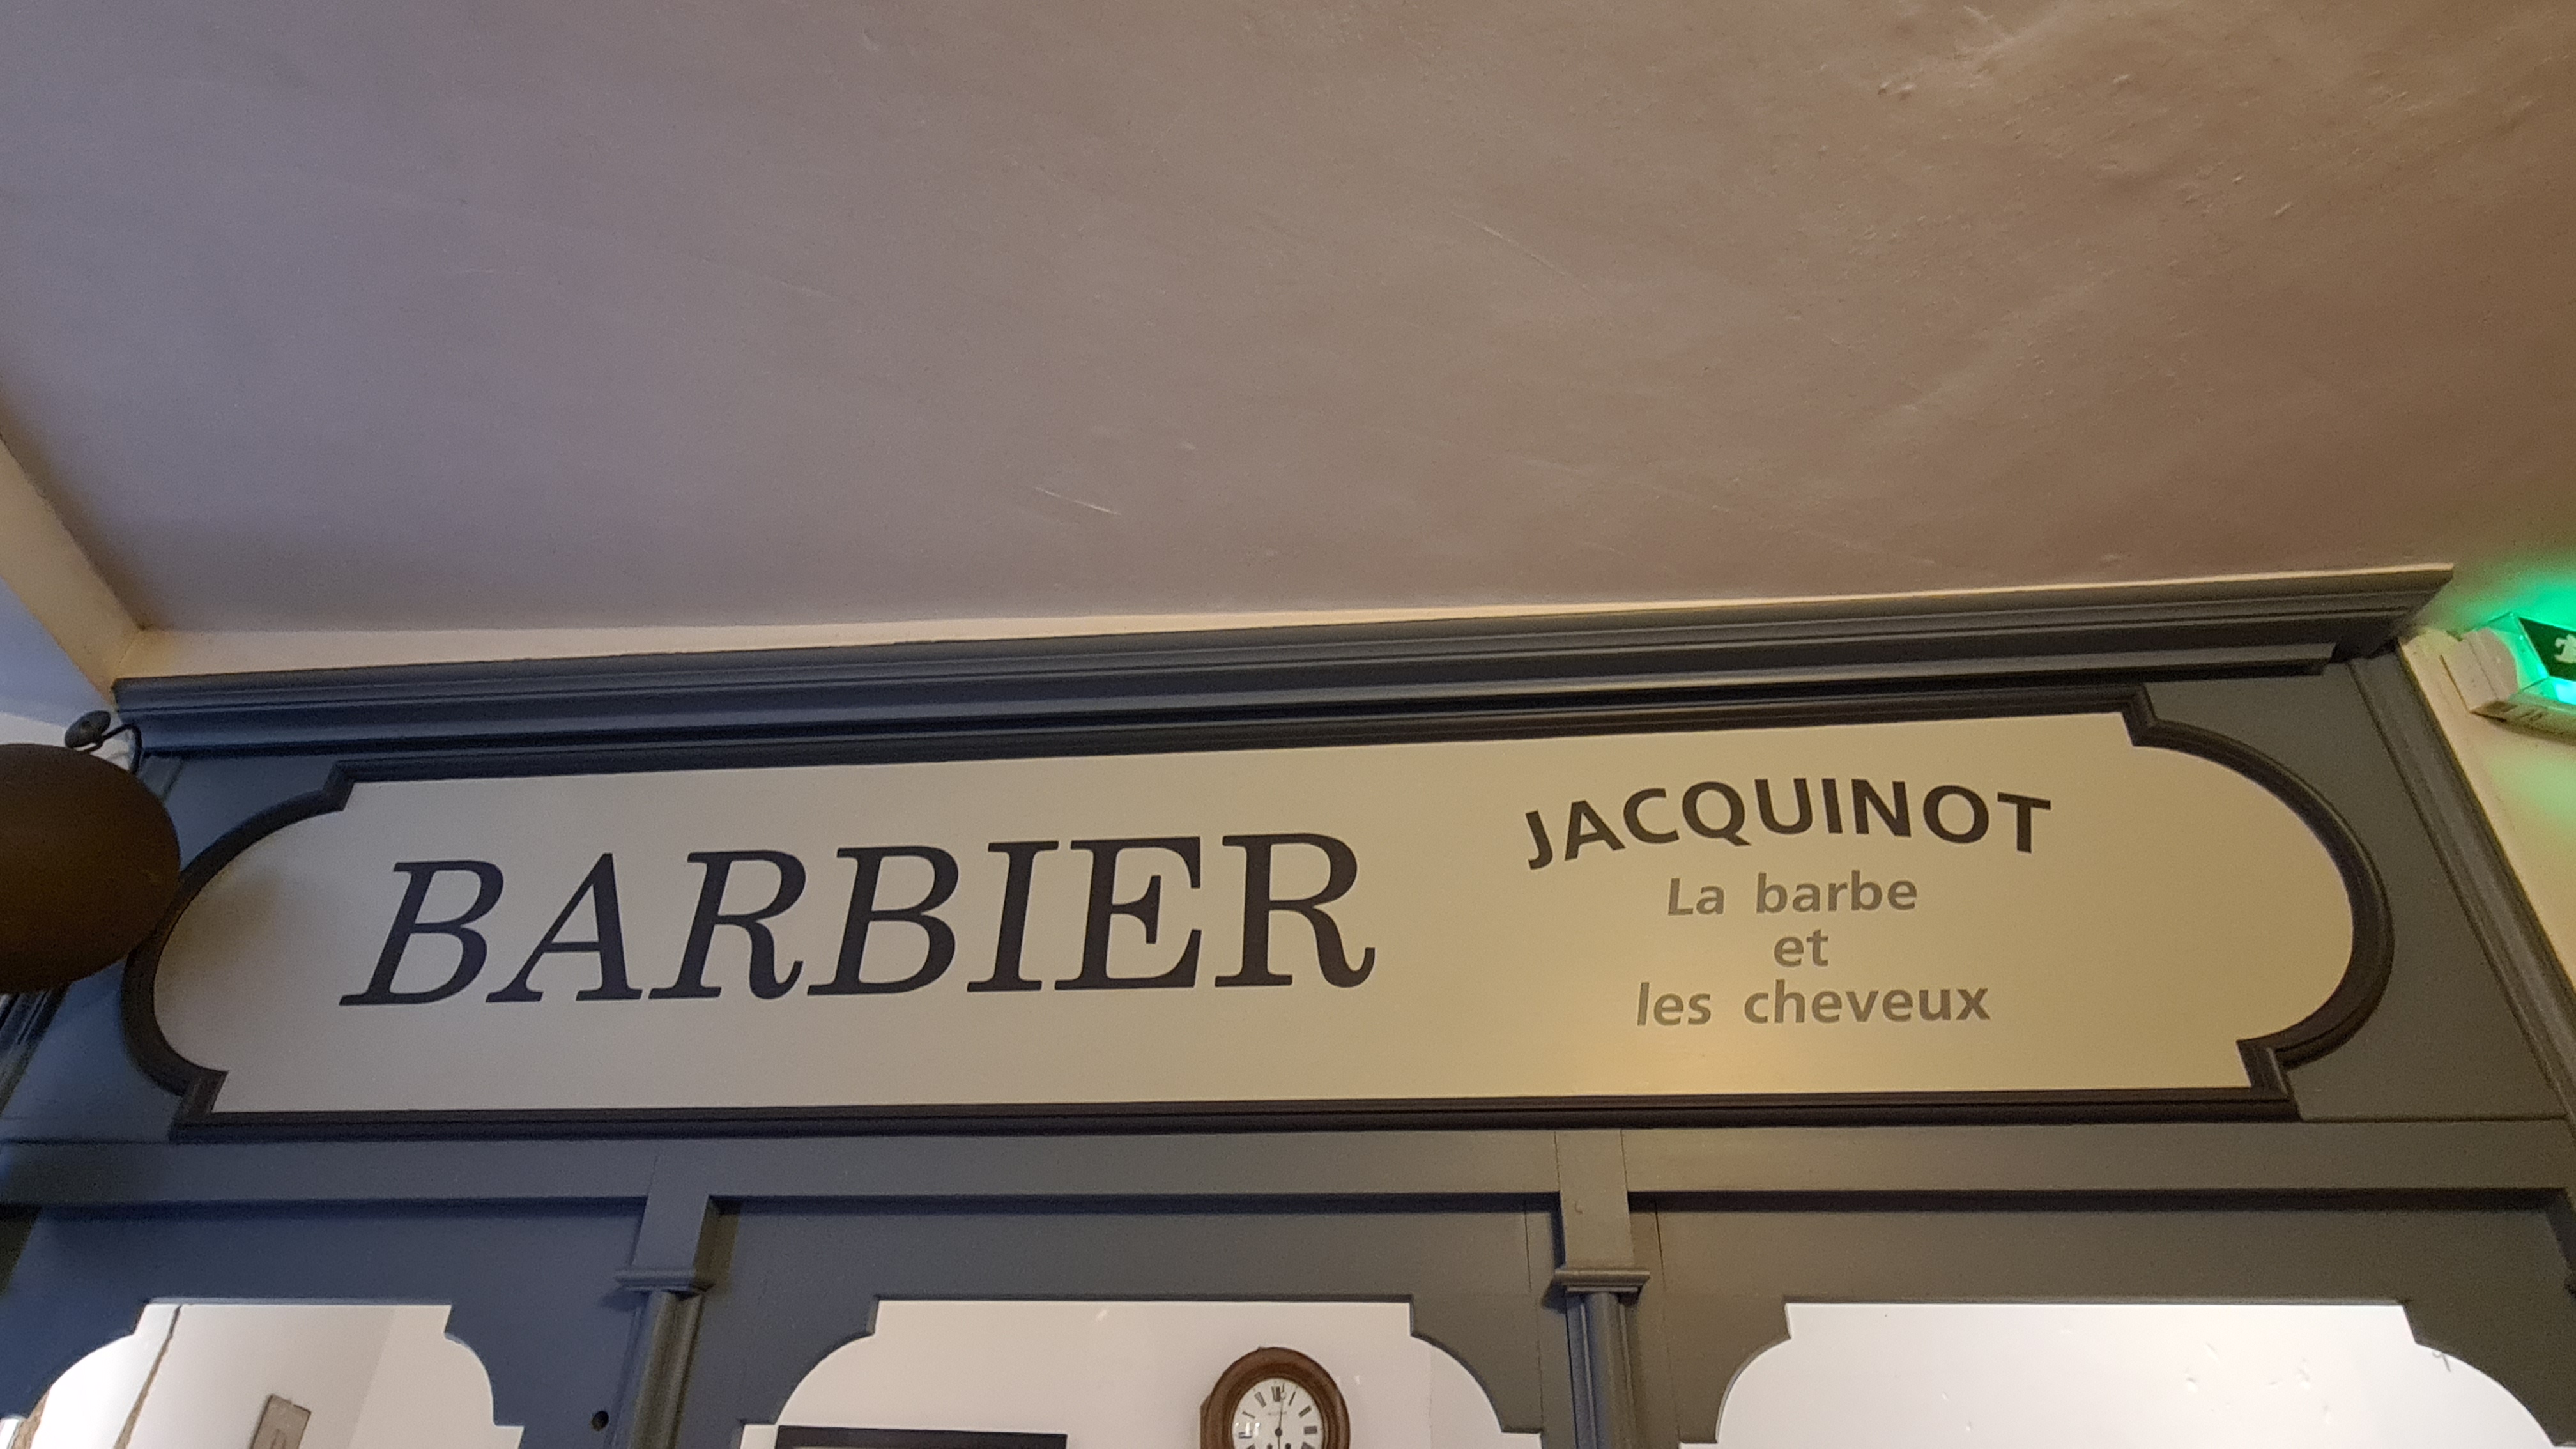 BARBIER
JACQUINOT
La barbe
et
les cheveux